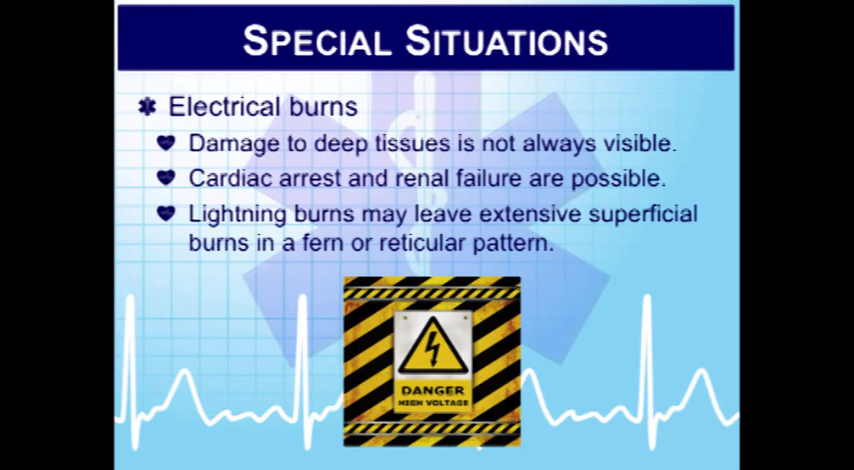 SPECIAL SITUATIONS
Electrical burns
Damage to deep tissues is not always visible.
Cardiac arrest and renal failure are possible.
Lightning burns may leave extensive superficial
burns in a fern or reticular pattern.
DANGER
HIGH VOLTAGE